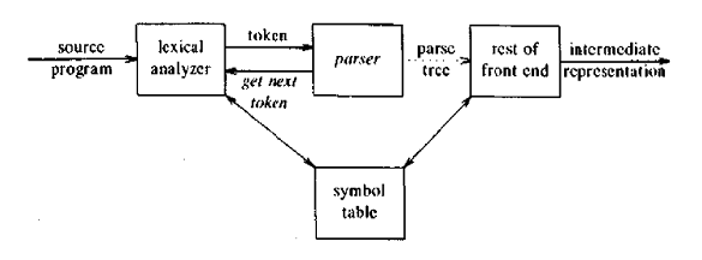 source
program
lexical
analyzer
token
get next
token
parser
parse
tree
rest of
front end
intermediate
representation
symbol
table